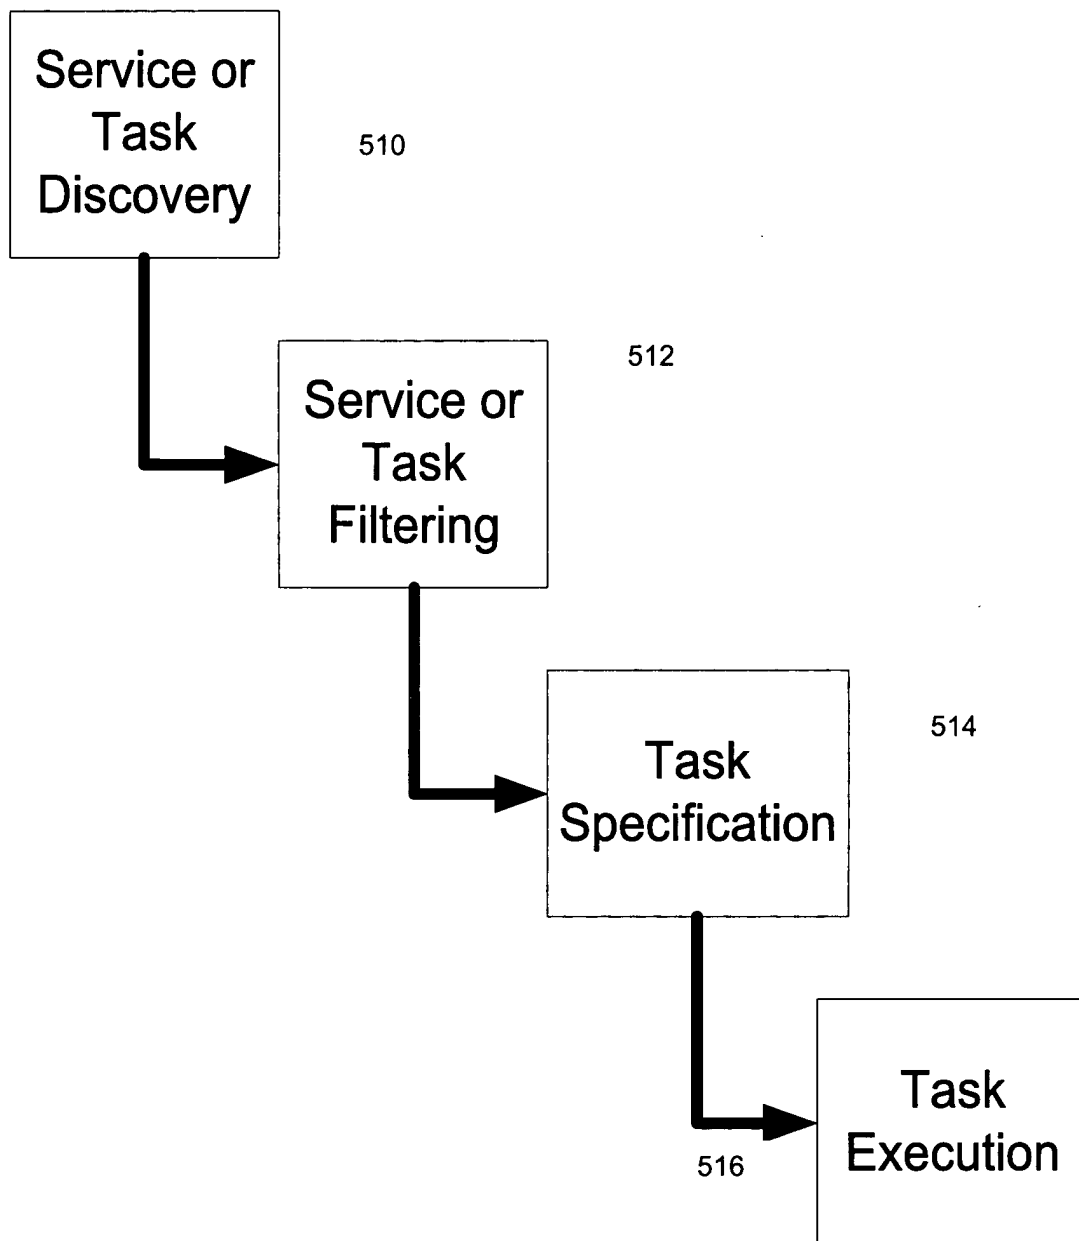 Service or
Task
Discovery
510
512
Service or
Task
Filtering
514
Task
Specification
516
Task
Execution